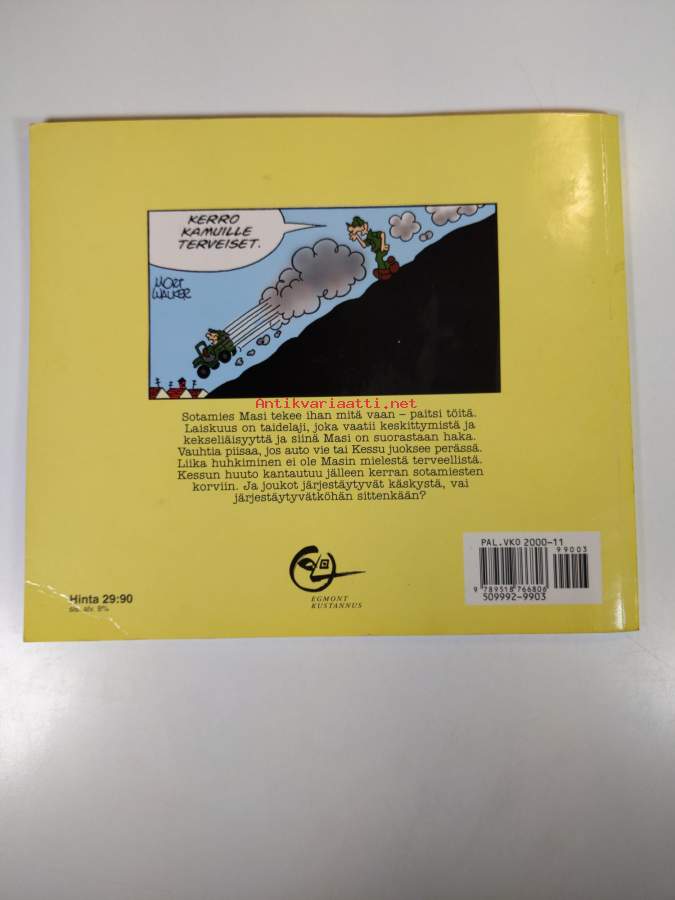 KERRO
KAMUILLE
TERVEISET.
MORT
WALKER
Antikvariaatti.net
Sotamies Masi tekee ihan mitä vaan – paitsi töitä.
Laiskuus on taidelaji, joka vaatii keskittymistä ja
kekseliäisyyttä ja siinä Masi on suorastaan haka.
Vauhtia piisaa, jos auto vie tai Kessu juoksee perässä.
Liika huhkiminen ei ole Masin mielestä terveellistä.
Kessun huuto kantautuu jälleen kerran sotamiesten
korviin. Ja joukot järjestäytyvät käskystä, vai
järjestäytyvätköhän sittenkään?
PAL.VKO 2000-11
99003
9 789518 766806
509992-9903
Hinta 29:90
sis. alv. 8%
EGMONT
KUSTANNUS